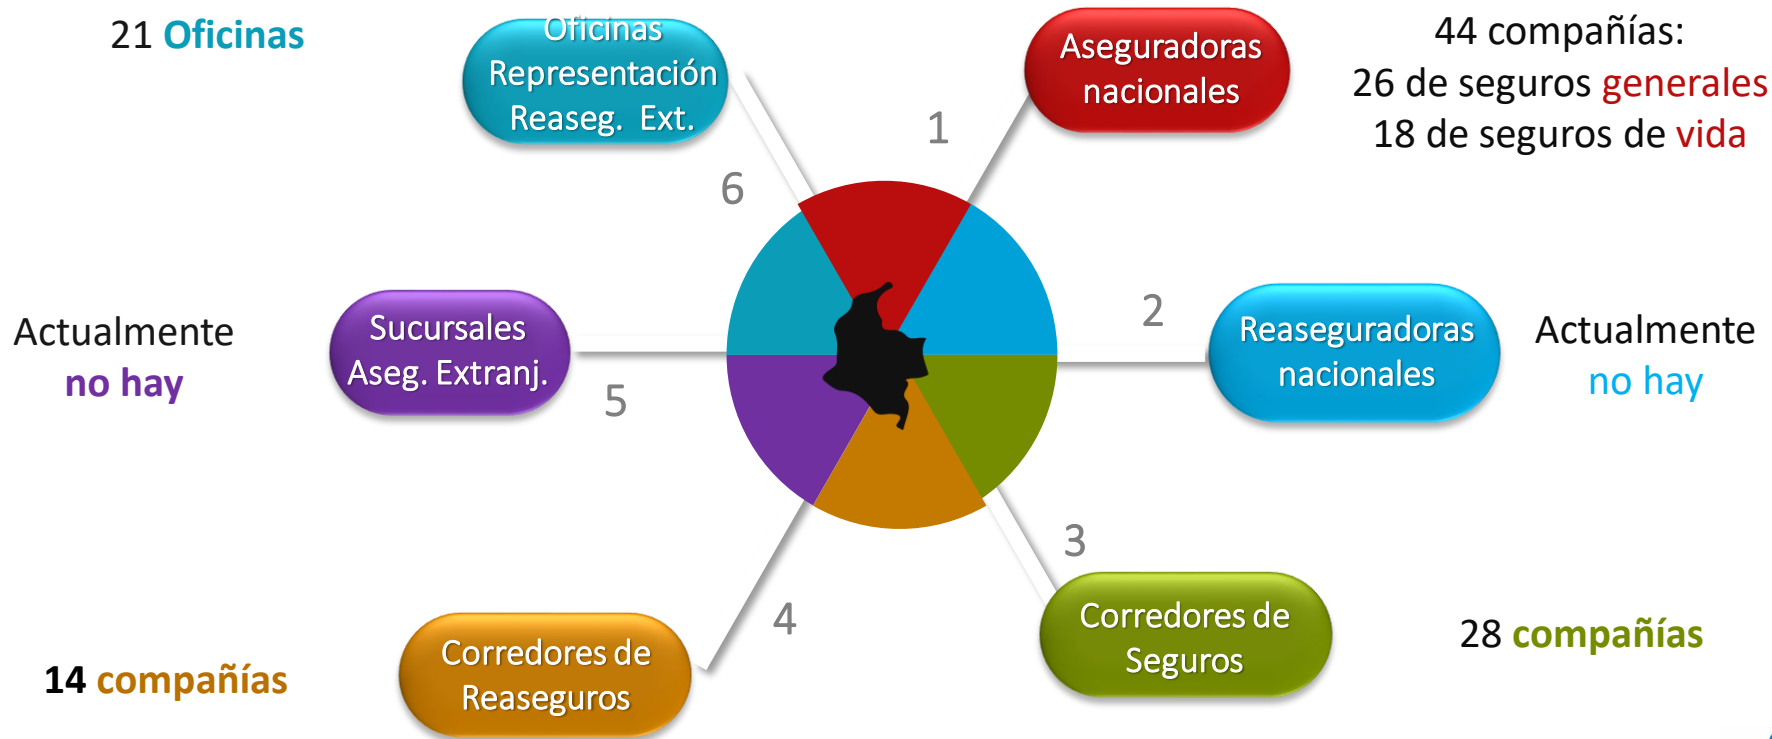 21 Oficinas
Oficinas
Representación
Reaseg. Ext.
6
1
Aseguradoras
nacionales
44 compañías:
26 de seguros generales
18 de seguros de vida
Actualmente
no hay
Sucursales
Aseg. Extranj.
5
2
Reaseguradoras
nacionales
Actualmente
no hay
14 compañías
Corredores de
Reaseguros
4
3
Corredores de
Seguros
28 compañías